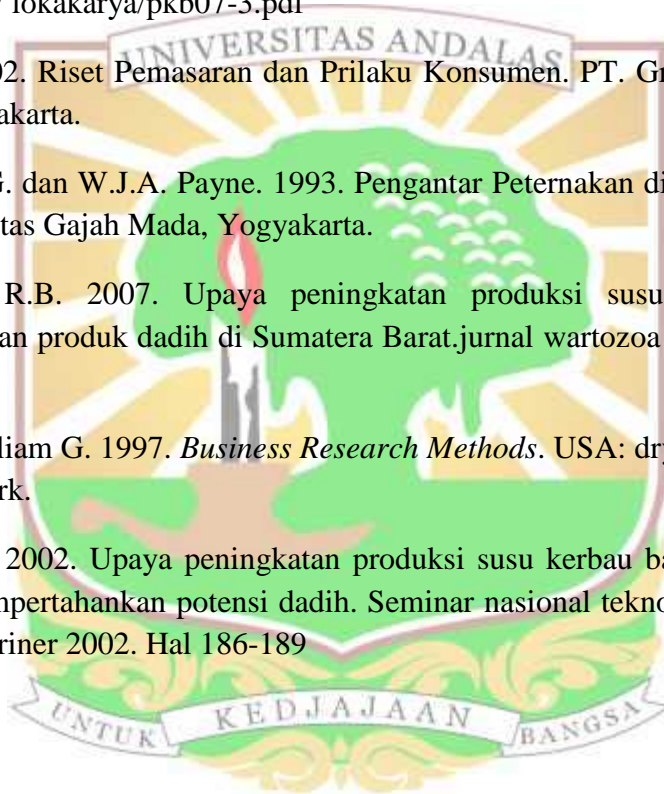 lokakarya/pkb07-3.pdf
UNIVERSITAS ANDALAS
02. Riset Pemasaran dan Prilaku Konsumen. PT. Gr
akarta.
G. dan W.J.A. Payne. 1993. Pengantar Peternakan di
tas Gajah Mada, Yogyakarta.
R.B. 2007. Upaya peningkatan produksi susu
an produk dadih di Sumatera Barat.jurnal wartozoa
liam G. 1997. Business Research Methods. USA: dry
rk.
2002. Upaya peningkatan produksi susu kerbau ba
npertahankan potensi dadih. Seminar nasional tekno
riner 2002. Hal 186-189
UNTUK KEDJAJAAN BANGSA